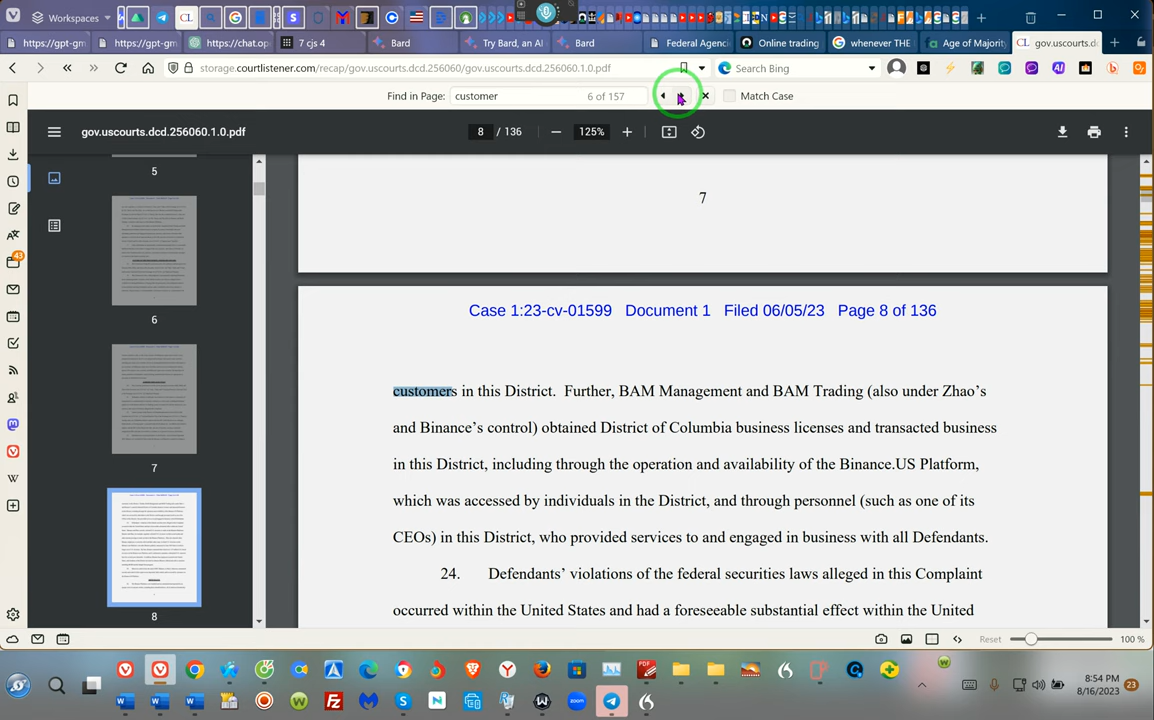 Workspaces
https://gpt-gm
https://gpt-gm
https://chat.op
7 cjs 4
Bard
Try Bard, an AI
Bard
Federal Agenc
Online trading
whenever THE
Age of Majority
gov.uscourts.dc
storage.courtlistener.com/recap/gov.uscourts.dcd.256060/gov.uscourts.dcd.256060.1.0.pdf
Search Bing
Find in Page:
customer
6 of 157
Match Case
gov.uscourts.dcd.256060.1.0.pdf
8 / 136
125%
5
6
7
8
43
7
Case 1:23-cv-01599 Document 1 Filed 06/05/23 Page 8 of 136
customers in this District. Further, BAM Management and BAM Trading (also under Zhao's
and Binance's control) obtained District of Columbia business licenses and transacted business
in this District, including through the operation and availability of the Binance.US Platform,
which was accessed by individuals in the District, and through personnel (such as one of its
CEOs) in this District, who provided services to and engaged in business with all Defendants.
24. Defendants' violations of the federal securities laws alleged in this Complaint
occurred within the United States and had a foreseeable substantial effect within the United
Reset
100 %
8:54 PM
8/16/2023
23